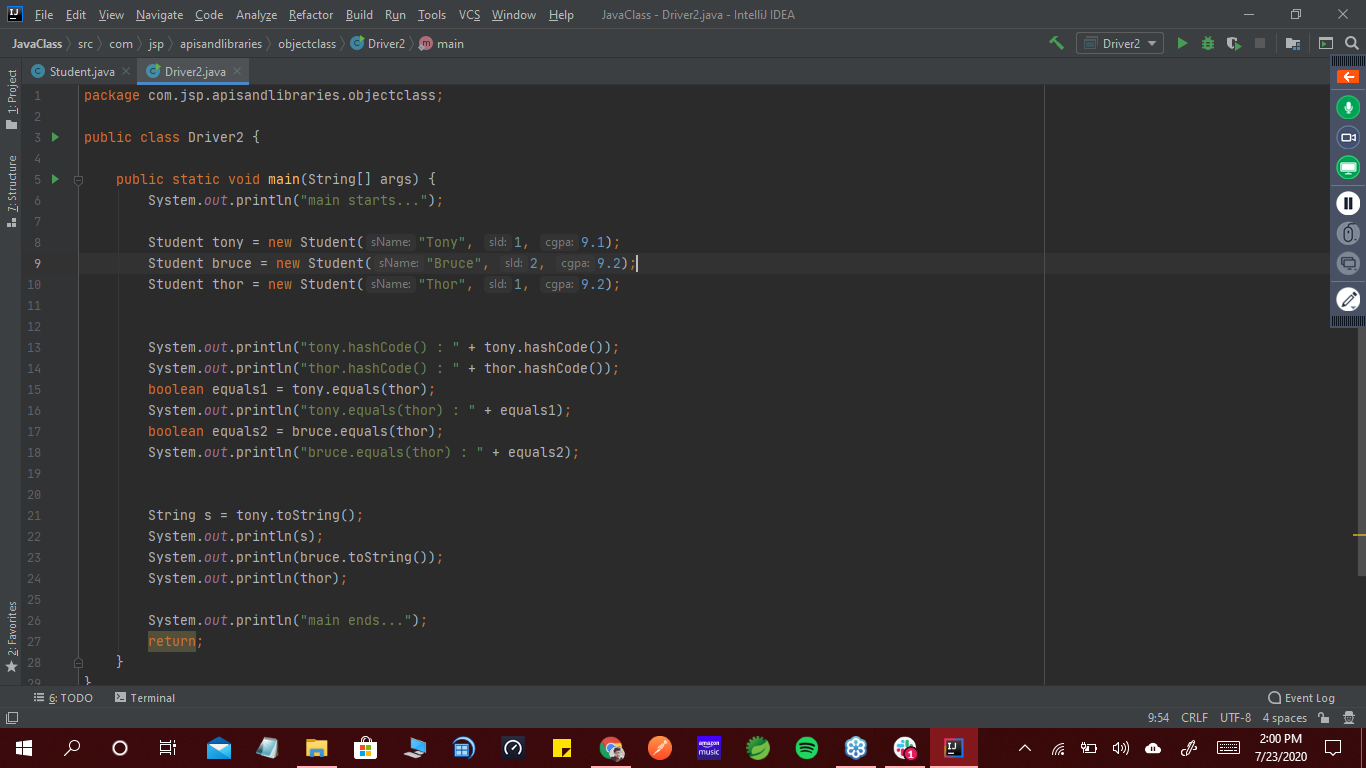 File Edit View Navigate Code Analyze Refactor Build Run Tools VCS Window Help JavaClass - Driver2.java - IntelliJ IDEA
JavaClass src com jsp apisandlibraries objectclass Driver2 main Driver2
Student.java Driver2.java
1: Project
7: Structure
2: Favorites
1 package com.jsp.apisandlibraries.objectclass;
2
3 public class Driver2 {
4
5 public static void main(String[] args) {
6 System.out.println("main starts...");
7
8 Student tony = new Student( sName: "Tony", sId: 1, cgpa: 9.1);
9 Student bruce = new Student( sName: "Bruce", sId: 2, cgpa: 9.2);
10 Student thor = new Student( sName: "Thor", sId: 1, cgpa: 9.2);
11
12
13 System.out.println("tony.hashCode() : " + tony.hashCode());
14 System.out.println("thor.hashCode() : " + thor.hashCode());
15 boolean equals1 = tony.equals(thor);
16 System.out.println("tony.equals(thor) : " + equals1);
17 boolean equals2 = bruce.equals(thor);
18 System.out.println("bruce.equals(thor) : " + equals2);
19
20
21 String s = tony.toString();
22 System.out.println(s);
23 System.out.println(bruce.toString());
24 System.out.println(thor);
25
26 System.out.println("main ends...");
27 return;
28 }
29 }
6: TODO Terminal Event Log
9:54 CRLF UTF-8 4 spaces
amazon music
1
2:00 PM
7/23/2020